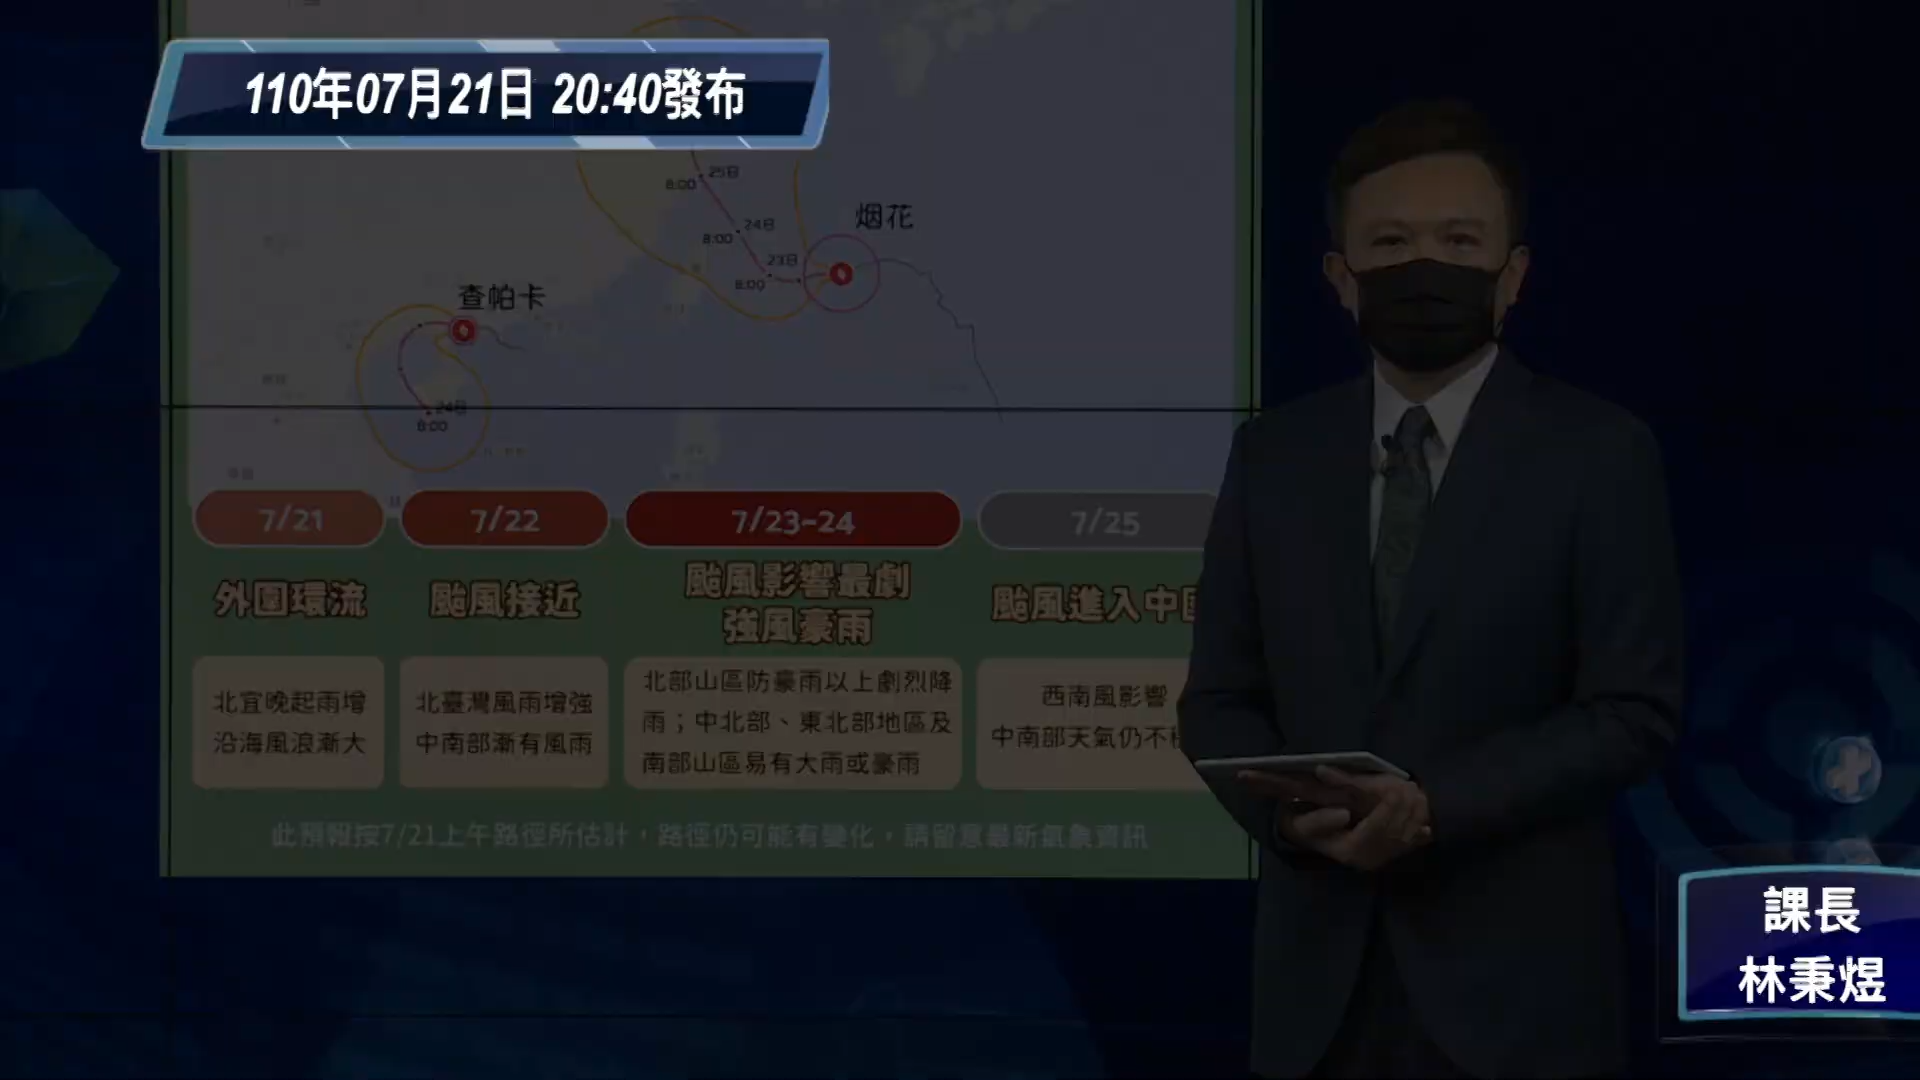 110年07月21日 20:40發布
25日
8:00
烟花
24日
8:00
23日
8:00
查帕卡
24日
8:00
7/21
7/22
7/23-24
7/25
外圍環流
颱風接近
颱風影響最劇
強風豪雨
颱風進入中
北宜晚起雨增
沿海風浪漸大
北臺灣風雨增強
中南部漸有風雨
北部山區防豪雨以上劇烈降
雨；中北部、東北部地區及
南部山區易有大雨或豪雨
西南風影響
中南部天氣仍不
此預報按7/21上午路徑所估計，路徑仍可能有變化，請留意最新氣象資訊
課長
林秉煜